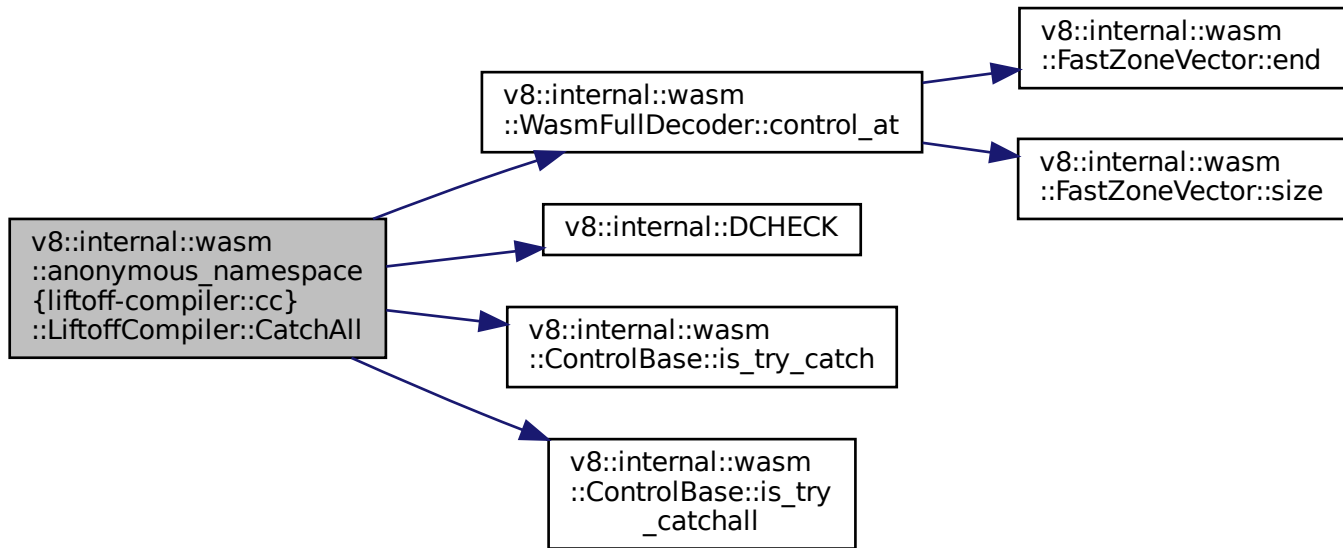 v8::internal::wasm
::anonymous_namespace
{liftoff-compiler::cc}
::LiftoffCompiler::CatchAll
v8::internal::wasm
::WasmFullDecoder::control_at
v8::internal::wasm
::FastZoneVector::end
v8::internal::wasm
::FastZoneVector::size
v8::internal::DCHECK
v8::internal::wasm
::ControlBase::is_try_catch
v8::internal::wasm
::ControlBase::is_try
_catchall